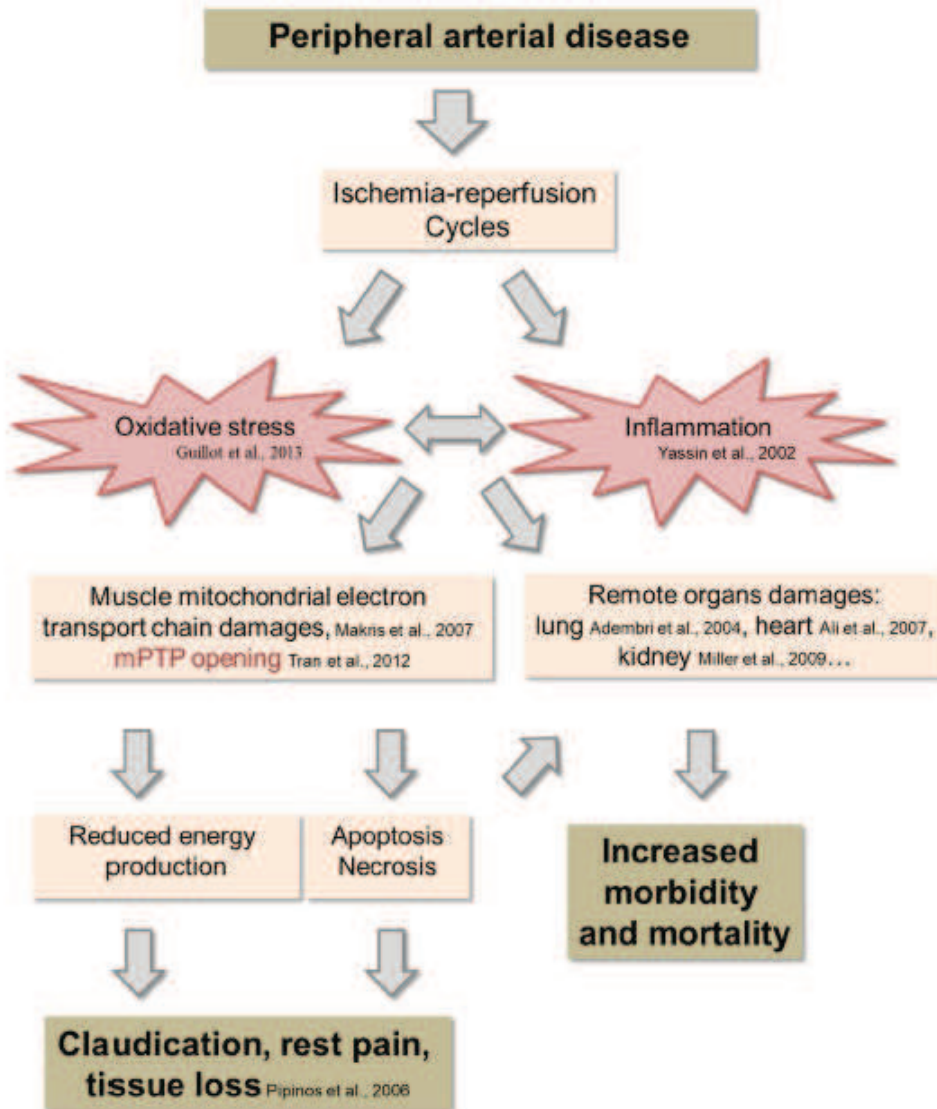 Peripheral arterial disease
Ischemia-reperfusion
Cycles
Oxidative stress
Guillot et al., 2013
Inflammation
Yassin et al., 2002
Muscle mitochondrial electron
transport chain damages, Makris et al., 2007
mPTP opening Tran et al., 2012
Remote organs damages:
lung Adembri et al., 2004, heart Ali et al., 2007,
kidney Miller et al., 2009…
Reduced energy
production
Apoptosis
Necrosis
Increased
morbidity
and mortality
Claudication, rest pain,
tissue loss Pipinos et al., 2006